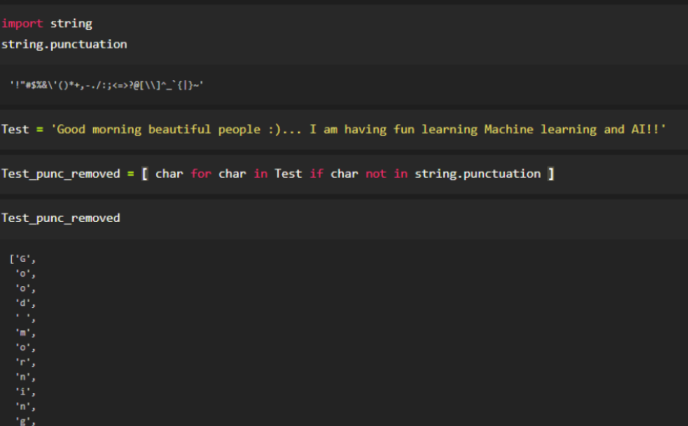 import string
string.punctuation
'!"#$%&\'()*+,-./:;<=>?@[\\]^_`{|}~'
Test = 'Good morning beautiful people :)... I am having fun learning Machine learning and AI!!'
Test_punc_removed = [ char for char in Test if char not in string.punctuation ]
Test_punc_removed
['G',
'o',
'o',
'd',
' ',
'm',
'o',
'r',
'n',
'i',
'n',
'g',